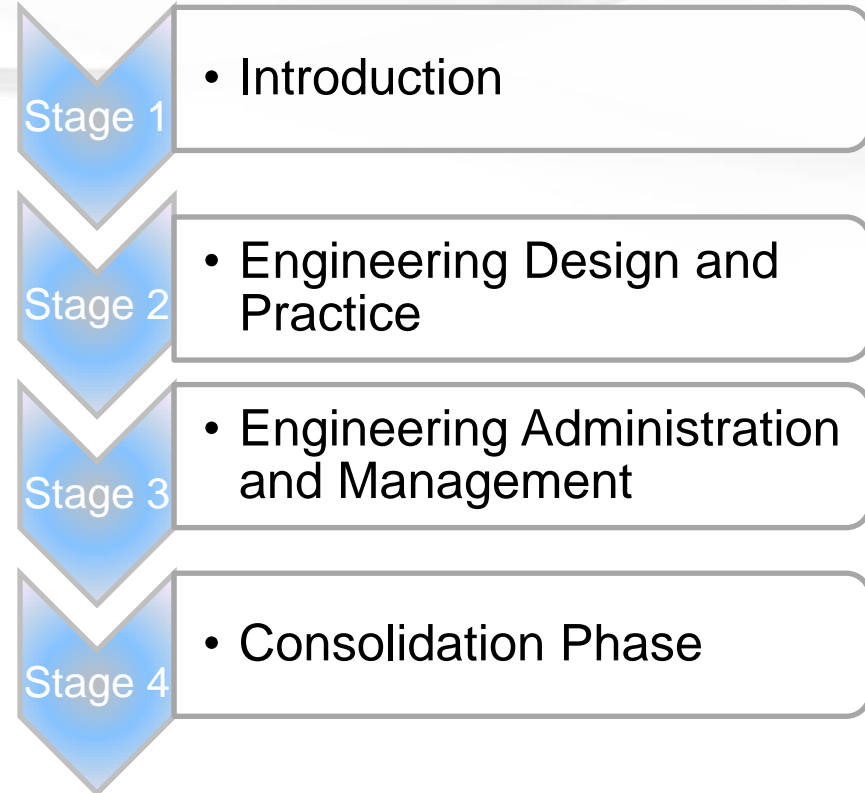 Stage 1
• Introduction
Stage 2
• Engineering Design and
Practice
Stage 3
• Engineering Administration
and Management
Stage 4
• Consolidation Phase